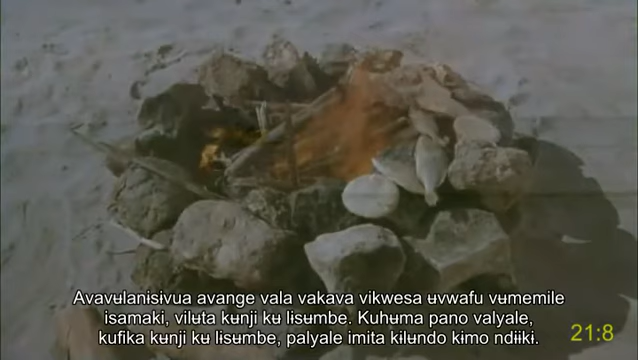 Avavʉlanisivua avange vala vakava vikwesa ʉvwafu vʉmemile
isamaki, vilʉta kʉnji kʉ lisʉmbe. Kuhʉma pano valyale,
kufika kʉnji kʉ lisʉmbe, palyale imita kilʉndo kimo ndɨɨki.
21:8